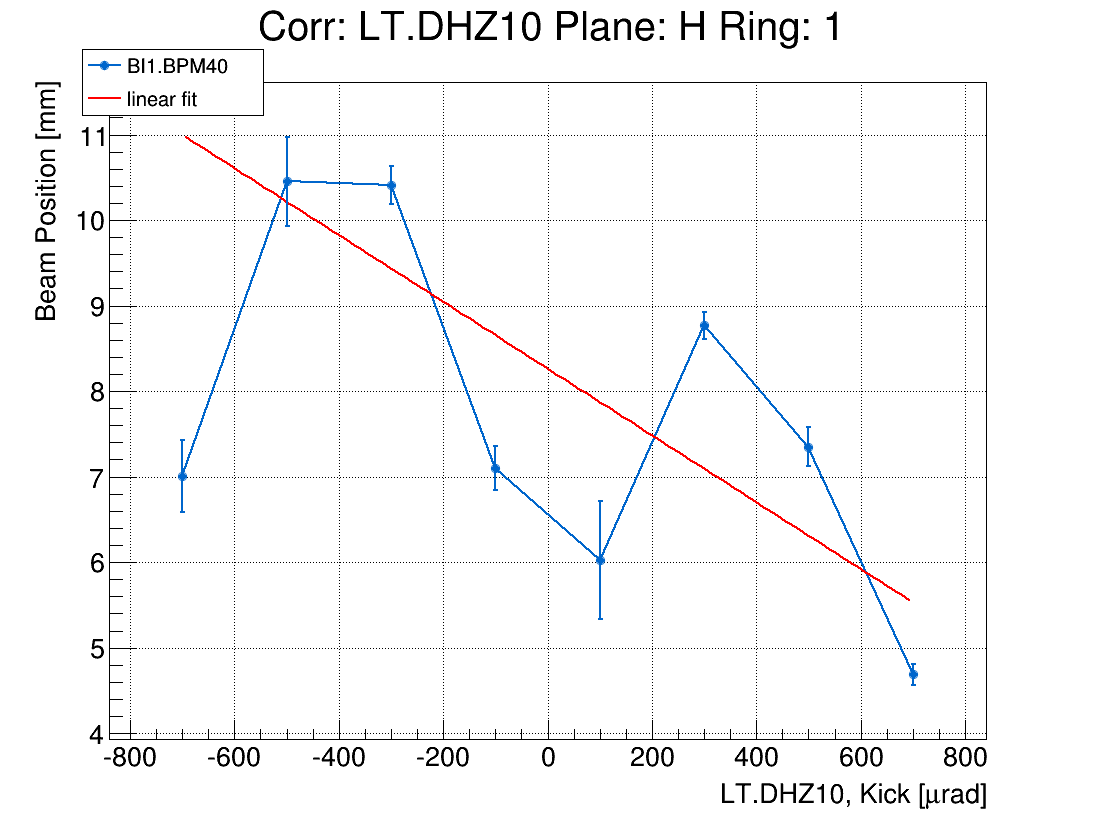 Corr: LT.DHZ10 Plane: H Ring: 1
BI1.BPM40
linear fit
Beam Position [mm]
11
10
9
8
7
6
5
4
-800 -600 -400 -200 0 200 400 600 800
LT.DHZ10, Kick [μrad]